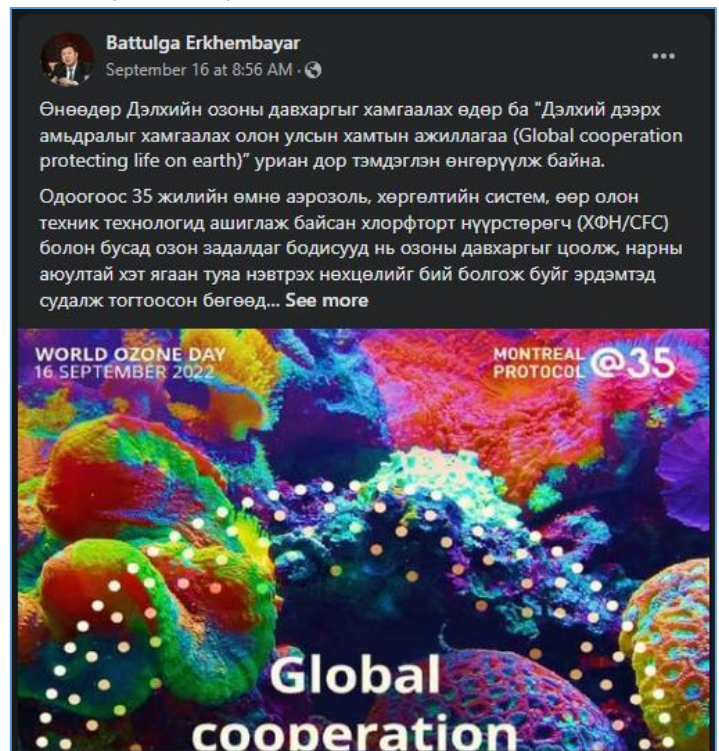 Battulga Erkhembayar
September 16 at 8:56 AM ·
Өнөөдөр Дэлхийн озоны давхаргыг хамгаалах өдөр ба "Дэлхий дээрх
амьдралыг хамгаалах олон улсын хамтын ажиллагаа (Global cooperation
protecting life on earth)” уриан дор тэмдэглэн өнгөрүүлж байна.
Одоогоос 35 жилийн өмнө аэрозоль, хөргөлтийн систем, өөр олон
техник технологид ашиглаж байсан хлорфторт нүүрстөрөгч (ХФН/CFC)
болон бусад озон задалдаг бодисууд нь озоны давхаргыг цоолж, нарны
аюултай хэт ягаан туяа нэвтрэх нөхцөлийг бий болгож буйг эрдэмтэд
судалж тогтоосон бөгөөд... See more
WORLD OZONE DAY
16 SEPTEMBER 2022
MONTREAL
PROTOCOL @35
Global
cooperation